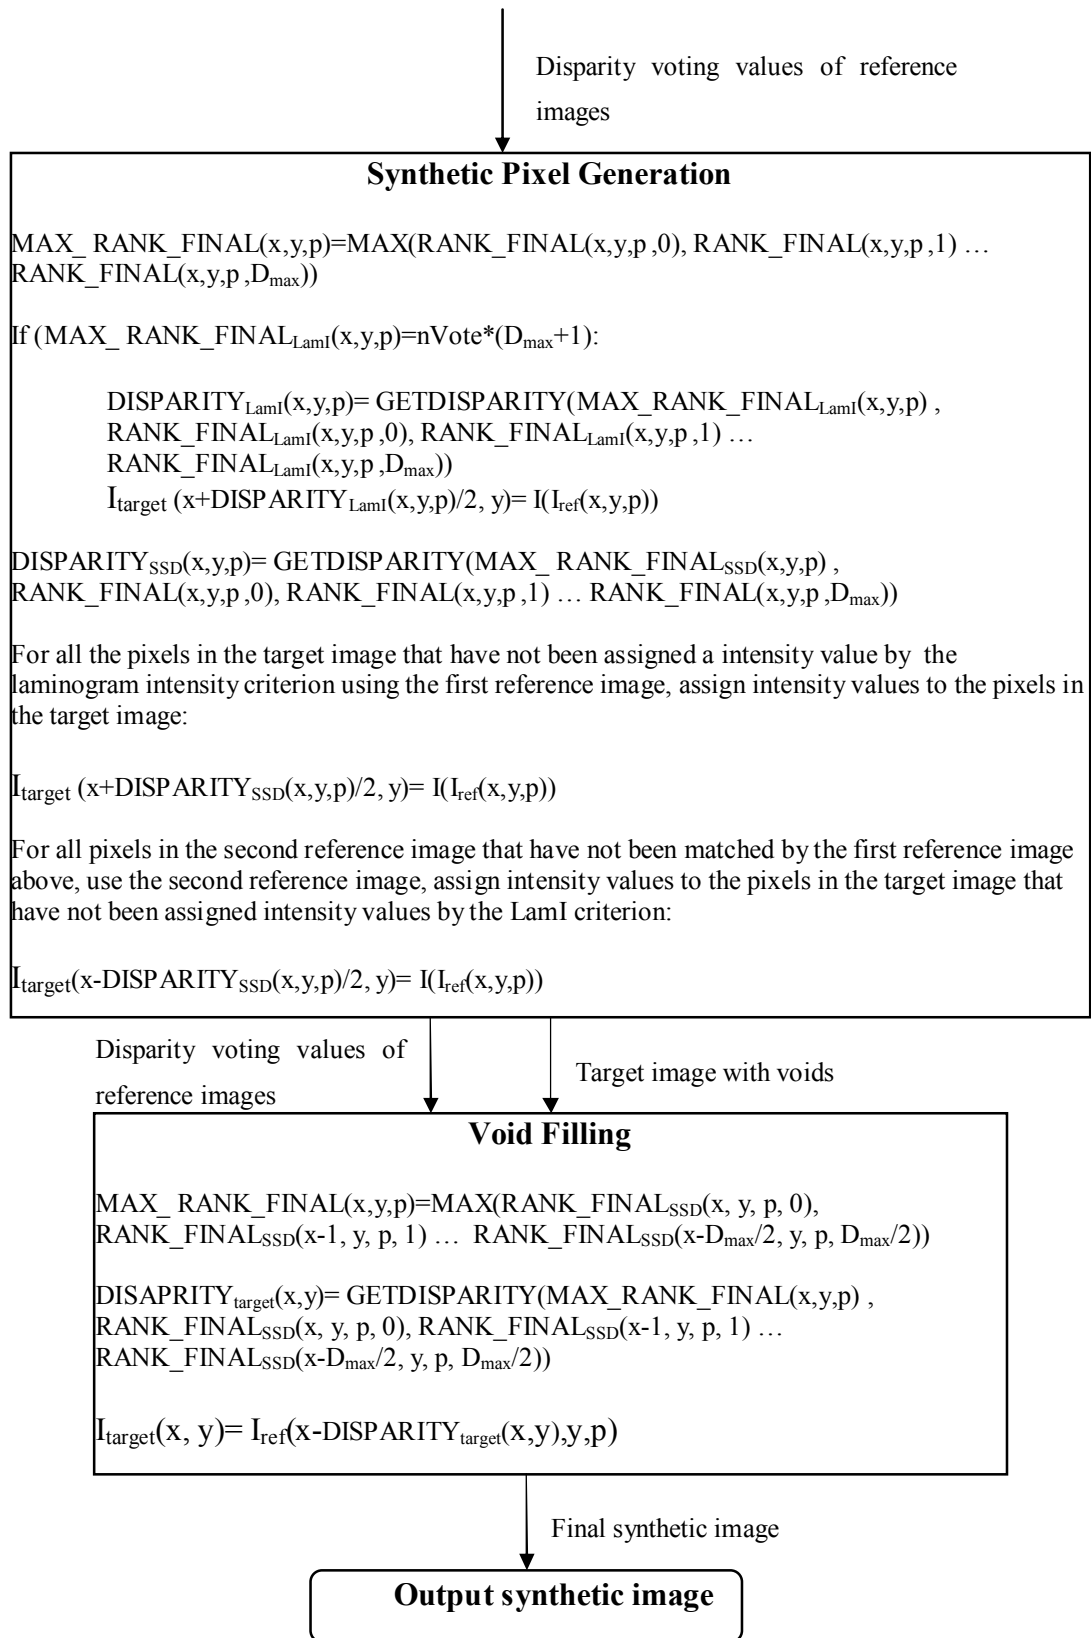 Disparity voting values of reference
images
Synthetic Pixel Generation
MAX_ RANK_FINAL(x,y,p)=MAX(RANK_FINAL(x,y,p ,0), RANK_FINAL(x,y,p ,1) …
RANK_FINAL(x,y,p ,Dmax))
If (MAX_ RANK_FINALLamI(x,y,p)=nVote*(Dmax+1):
DISPARITYLamI(x,y,p)= GETDISPARITY(MAX_RANK_FINALLamI(x,y,p) ,
RANK_FINALLamI(x,y,p ,0), RANK_FINALLamI(x,y,p ,1) …
RANK_FINALLamI(x,y,p ,Dmax))
Itarget (x+DISPARITYLamI(x,y,p)/2, y)= I(Iref(x,y,p))
DISPARITYSSD(x,y,p)= GETDISPARITY(MAX_ RANK_FINALSSD(x,y,p) ,
RANK_FINAL(x,y,p ,0), RANK_FINAL(x,y,p ,1) … RANK_FINAL(x,y,p ,Dmax))
For all the pixels in the target image that have not been assigned a intensity value by the
laminogram intensity criterion using the first reference image, assign intensity values to the pixels in
the target image:
Itarget (x+DISPARITYSSD(x,y,p)/2, y)= I(Iref(x,y,p))
For all pixels in the second reference image that have not been matched by the first reference image
above, use the second reference image, assign intensity values to the pixels in the target image that
have not been assigned intensity values by the LamI criterion:
Itarget(x-DISPARITYSSD(x,y,p)/2, y)= I(Iref(x,y,p))
Disparity voting values of
reference images
Target image with voids
Void Filling
MAX_ RANK_FINAL(x,y,p)=MAX(RANK_FINALSSD(x, y, p, 0),
RANK_FINALSSD(x-1, y, p, 1) … RANK_FINALSSD(x-Dmax/2, y, p, Dmax/2))
DISAPRITYtarget(x,y)= GETDISPARITY(MAX_RANK_FINAL(x,y,p) ,
RANK_FINALSSD(x, y, p, 0), RANK_FINALSSD(x-1, y, p, 1) …
RANK_FINALSSD(x-Dmax/2, y, p, Dmax/2))
Itarget(x, y)= Iref(x-DISPARITYtarget(x,y),y,p)
Final synthetic image
Output synthetic image